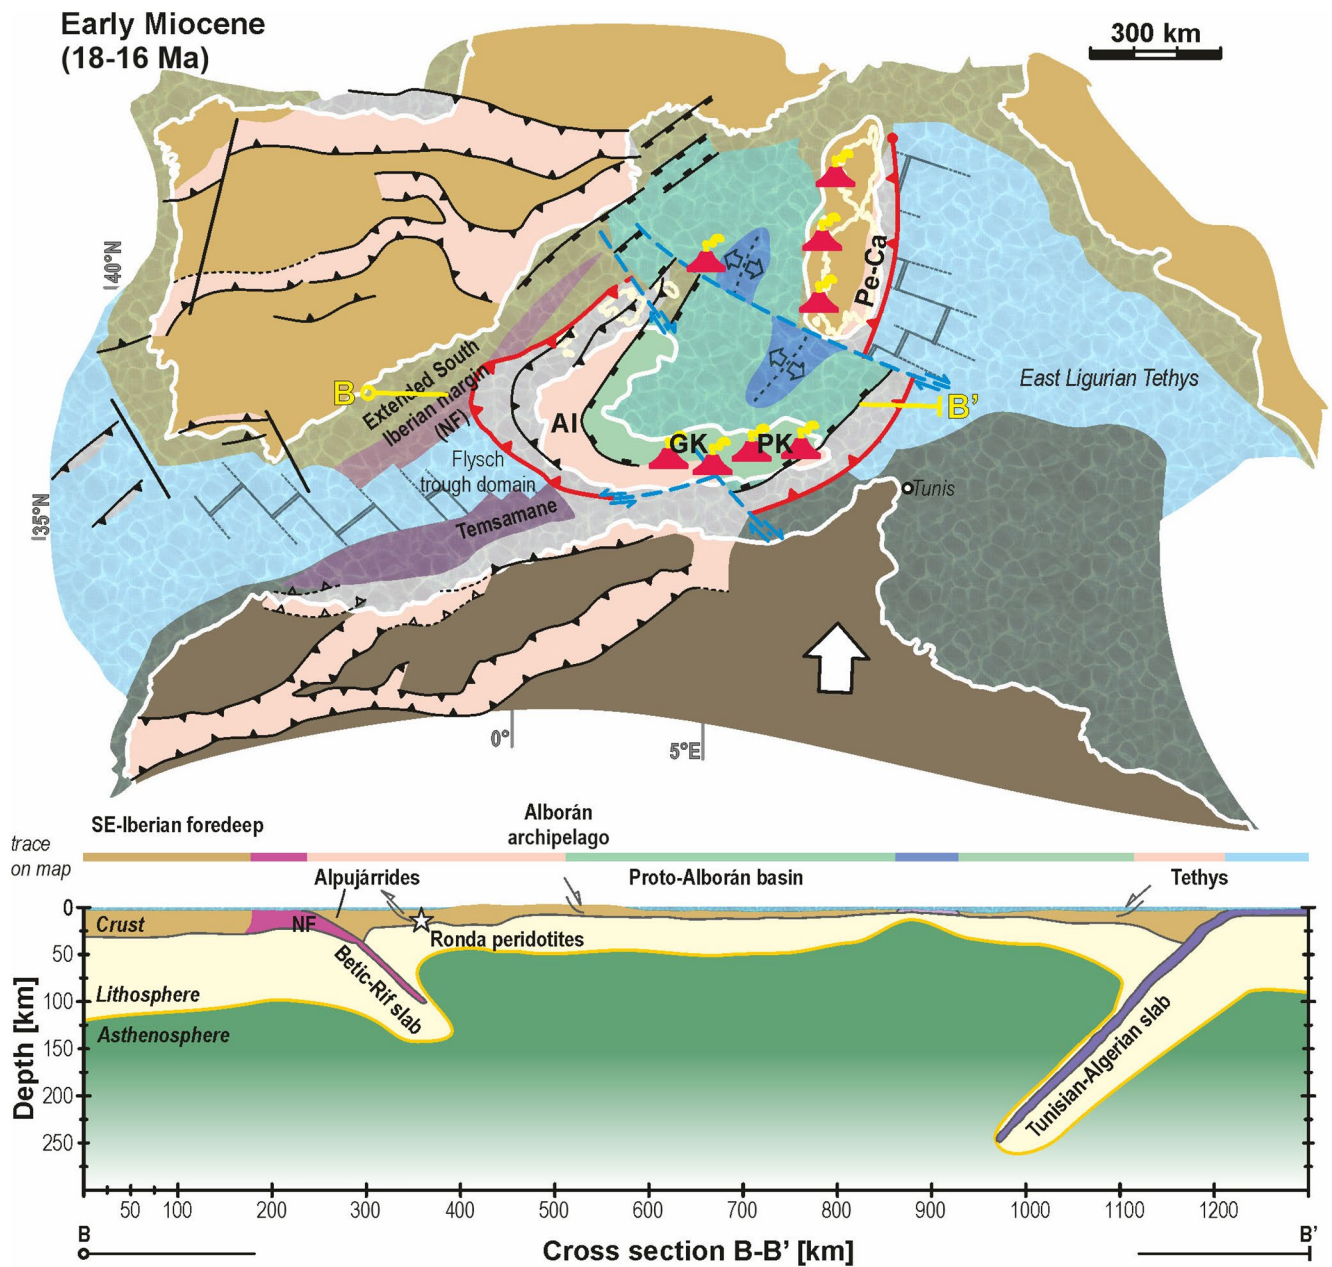 Early Miocene
(18-16 Ma)
300 km
40°N
35°N
Pe-Ca
East Ligurian Tethys
B
B’
Extended South
Iberian margin
(NF)
Al
GK
PK
Flysch
trough domain
Tunis
Temsamane
0°
5°E
Alborán
archipelago
SE-Iberian foredeep
trace
on map
Alpujárrides
Proto-Alborán basin
Tethys
Crust
NF
Ronda peridotites
Betic-Rif slab
Lithosphere
Asthenosphere
Tunisian-Algerian slab
Depth [km]
0
50
100
150
200
250
50 100 200 300 400 500 600 700 800 900 1000 1100 1200
B
B’
Cross section B-B’ [km]